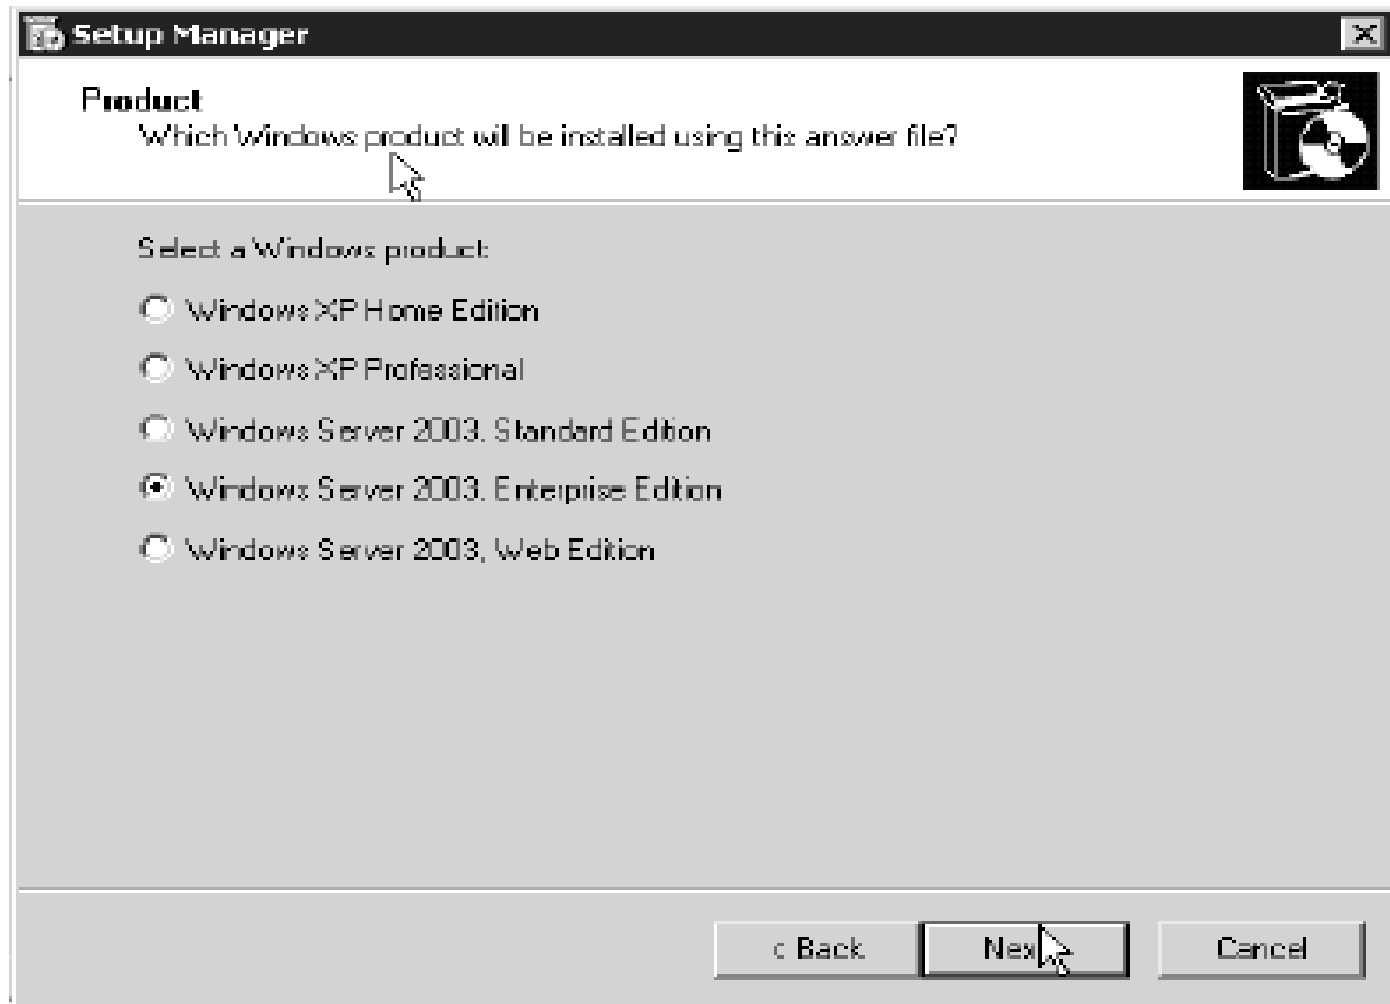 Setup Manager
Product
Which Windows product will be installed using this answer file?
Select a Windows product:
Windows XP Home Edition
Windows XP Professional
Windows Server 2003, Standard Edition
Windows Server 2003, Enterprise Edition
Windows Server 2003, Web Edition
< Back
Nex
Cancel